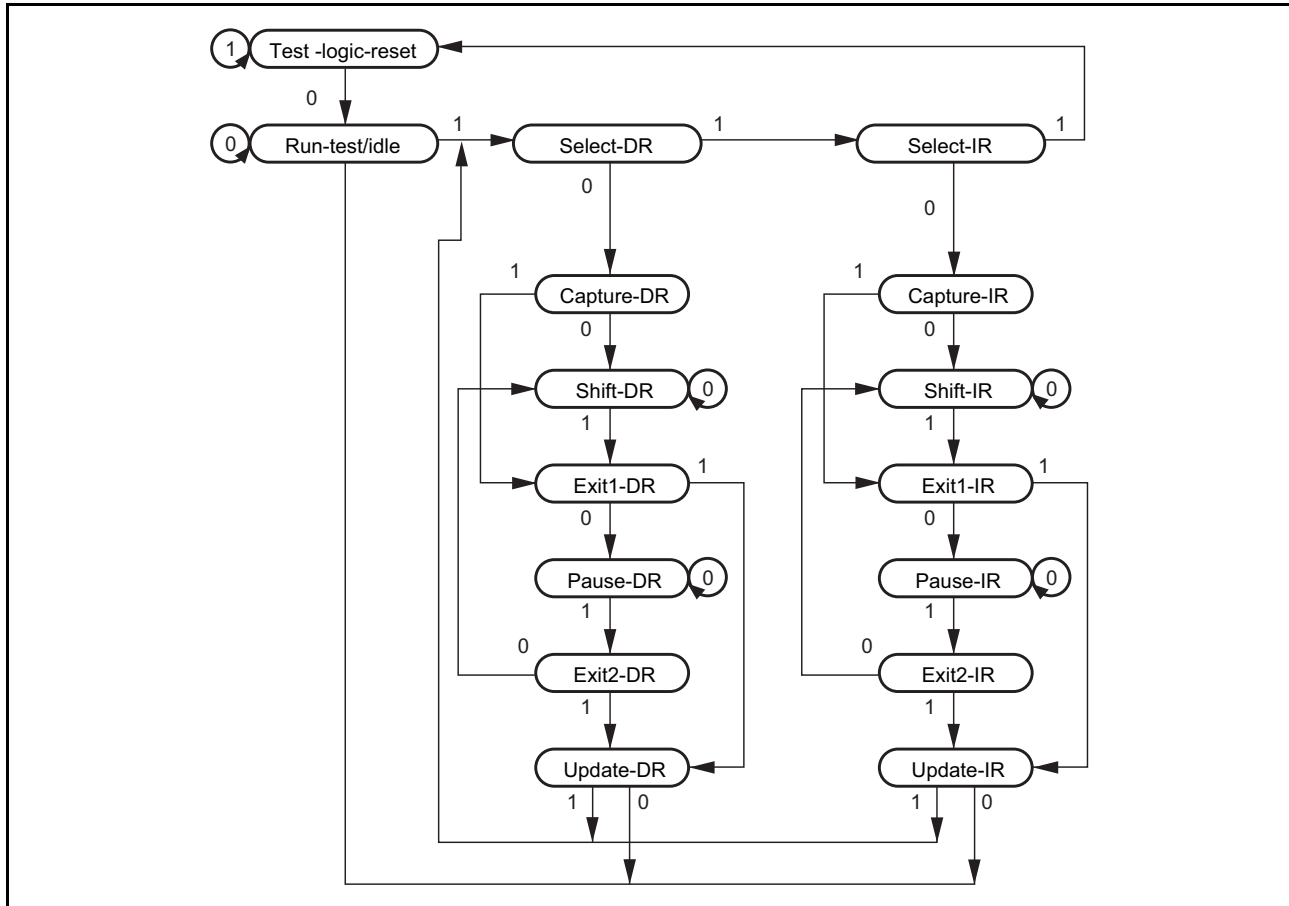 1 Test -logic-reset
0
0 Run-test/idle 1 Select-DR 1 Select-IR 1
0 0
1 1
Capture-DR Capture-IR
0 0
Shift-DR 0 Shift-IR 0
1 1
1 1
Exit1-DR Exit1-IR
0 0
Pause-DR 0 Pause-IR 0
1 1
0 0
Exit2-DR Exit2-IR
1 1
Update-DR Update-IR
1 0 1 0